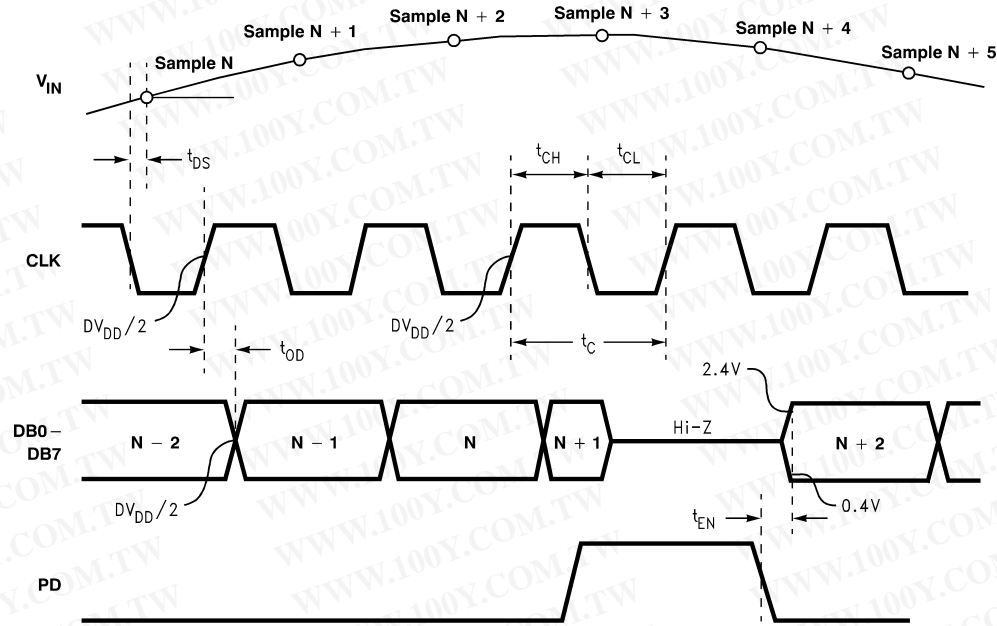 Sample N
Sample N + 1
Sample N + 2
Sample N + 3
Sample N + 4
Sample N + 5
VIN
tDS
tCH
tCL
CLK
DVDD/2
DVDD/2
tOD
tC
2.4V
DB0 –
DB7
N – 2
N – 1
N
N + 1
Hi-Z
N + 2
DVDD/2
0.4V
tEN
PD
WWW.100Y.COM.TW